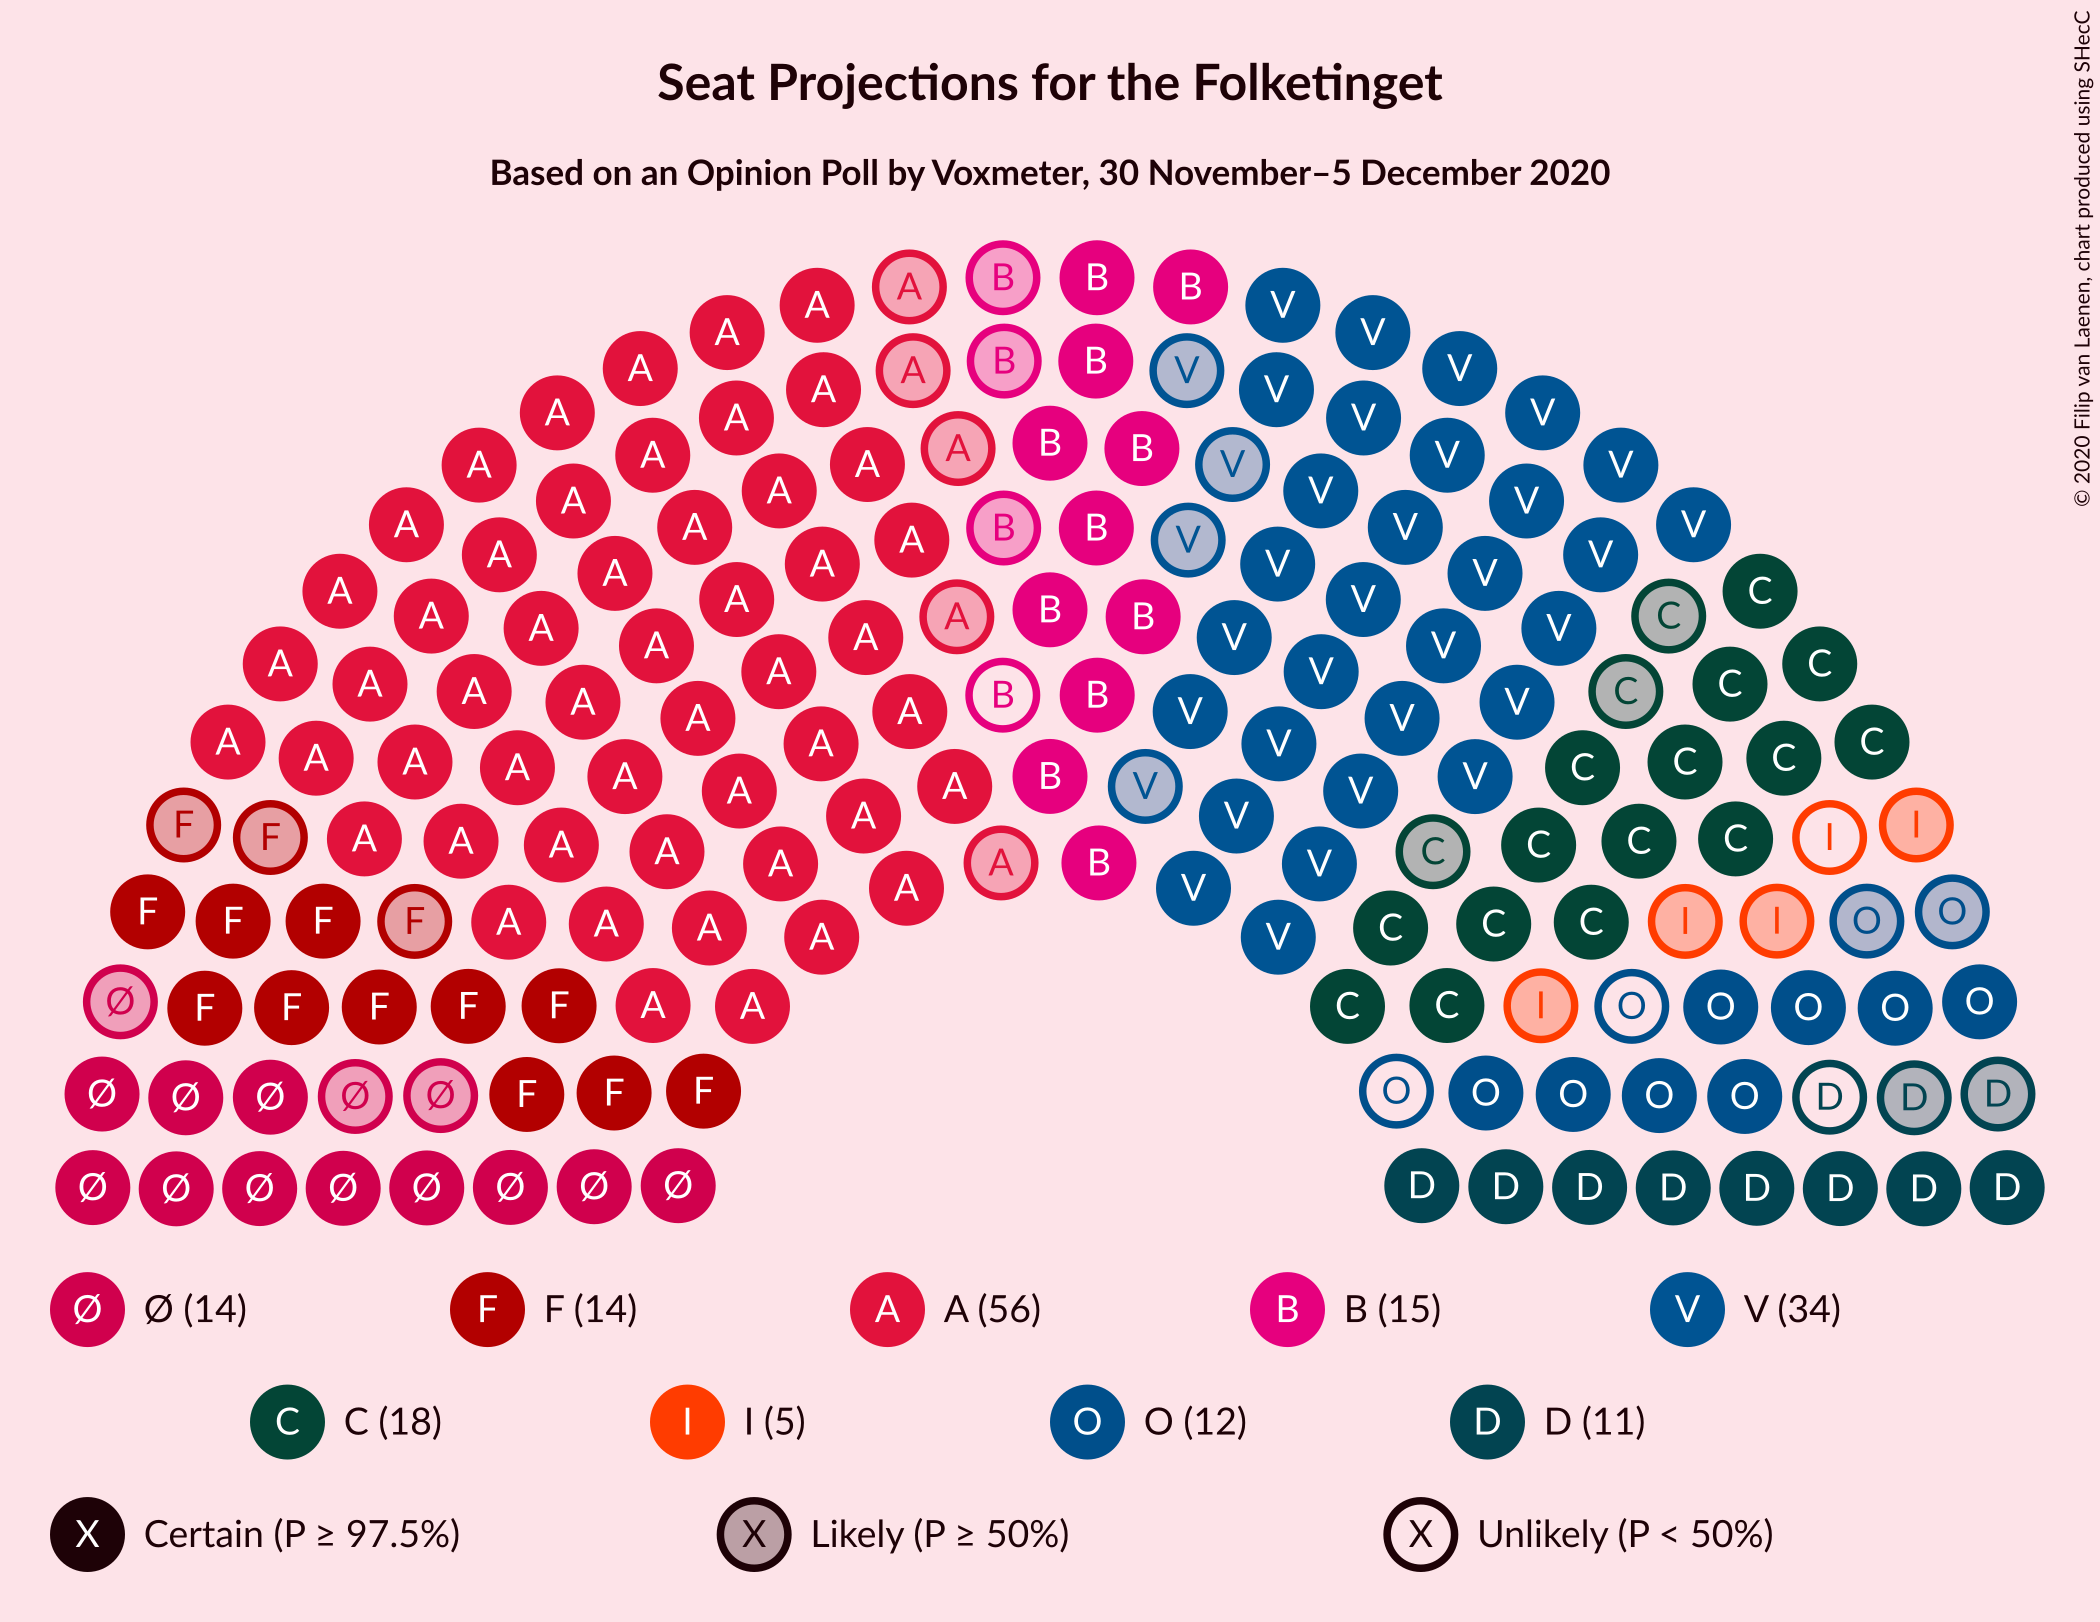 Seat Projections for the Folketinget
Based on an Opinion Poll by Voxmeter, 30 November–5 December 2020
© 2020 Filip van Laenen, chart produced using SHecC
B B
A B
A V
A V
A A B B V V
A V
A A B B V V
A A V V
A A A V V V
A A B V V
A A V V
A A A B B V V V
A A V V
A A A V V V
A A V V
A A C
A A A B B V V C
A A V V
A A V V
A C
A A C C
A A A B V V C
A A V V
A A A V V C C
A A C C
A A B V V
A V
F A A A A V V I I
F A A A C C C
A A B V V C
A V
F F F F A A A A V V C C C I I O O
Ø F F F F F A A C C I O O O O O
Ø Ø Ø Ø Ø F F F O O O O O D D D
Ø Ø Ø Ø Ø Ø Ø Ø D D D D D D D D
Ø Ø (14) F F (14) A A (56) B B (15) V V (34)
C C (18) I I (5) O O (12) D D (11)
X Certain (P ≥ 97.5%) X Likely (P ≥ 50%) X Unlikely (P < 50%)